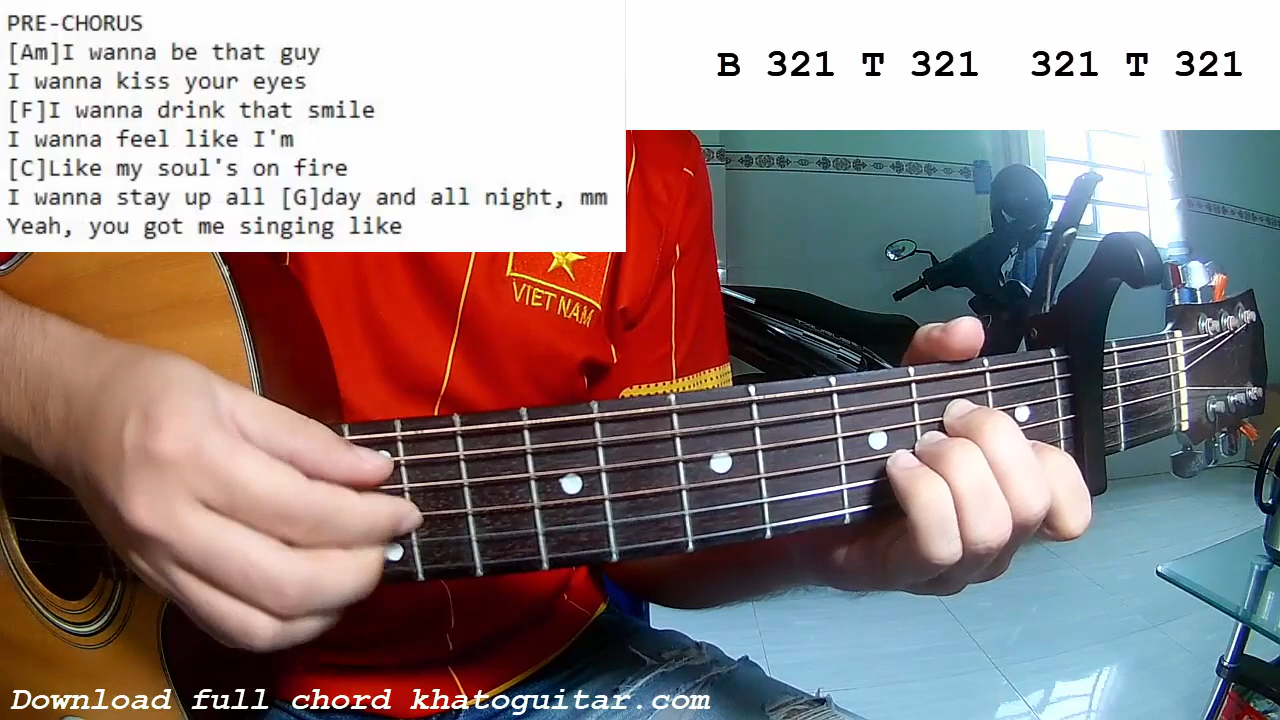 PRE-CHORUS
[Am]I wanna be that guy
I wanna kiss your eyes
[F]I wanna drink that smile
I wanna feel like I'm
[C]Like my soul's on fire
I wanna stay up all [G]day and all night, mm
Yeah, you got me singing like
B 321 T 321  321 T 321
VIET NAM
Download full chord khatoguitar.com